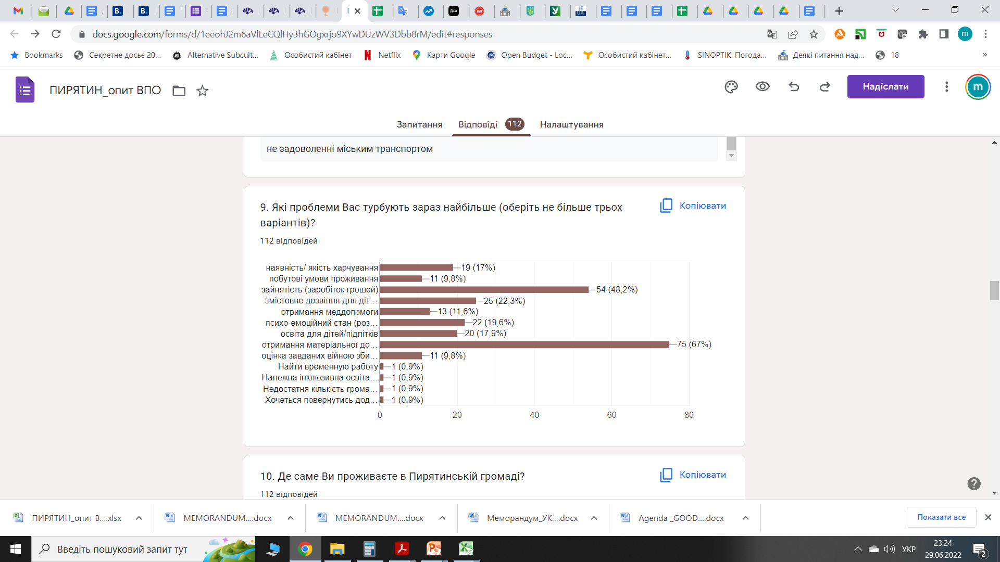 docs.google.com/forms/d/1eeohJ2m6aVlLeCQlHy3hGOgxrjo9XYwDUzWV3Dbb8rM/edit#responses
Bookmarks
Секретне досьє 20...
Alternative Subcult...
Особистий кабінет
Netflix
Карти Google
Open Budget - Loc...
Особистий кабінет...
SINOPTIK: Погода...
Деякі питання над...
18
»
ПИРЯТИН_опит ВПО
Надіслати
m
Запитання
Відповіді 112
Налаштування
не задоволенні міським транспортом
9. Які проблеми Вас турбують зараз найбільше (оберіть не більше трьох
варіантів)?
Копіювати
112 відповідей
наявність/ якість харчування 19 (17%)
побутові умови проживання 11 (9,8%)
зайнятість (заробіток грошей) 54 (48,2%)
змістовне дозвілля для діт... 25 (22,3%)
отримання меддопомоги 13 (11,6%)
психо-емоційний стан (роз... 22 (19,6%)
освіта для дітей/підлітків 20 (17,9%)
отримання матеріальної до... 75 (67%)
оцінка завданих війною зби... 11 (9,8%)
Найти временную работу 1 (0,9%)
Належна інклюзивна освіта... 1 (0,9%)
Недостатня кількість грома... 1 (0,9%)
Хочеться повернутись дод... 1 (0,9%)
0 20 40 60 80
10. Де саме Ви проживаєте в Пирятинській громаді?
Копіювати
112 відповідей
ПИРЯТИН_опит В....xlsx
MEMORANDUM....docx
MEMORANDUM....docx
Меморандум_УК....docx
Agenda _GOOD....docx
Показати все
Введіть пошуковий запит тут
УКР
23:24
29.06.2022
2